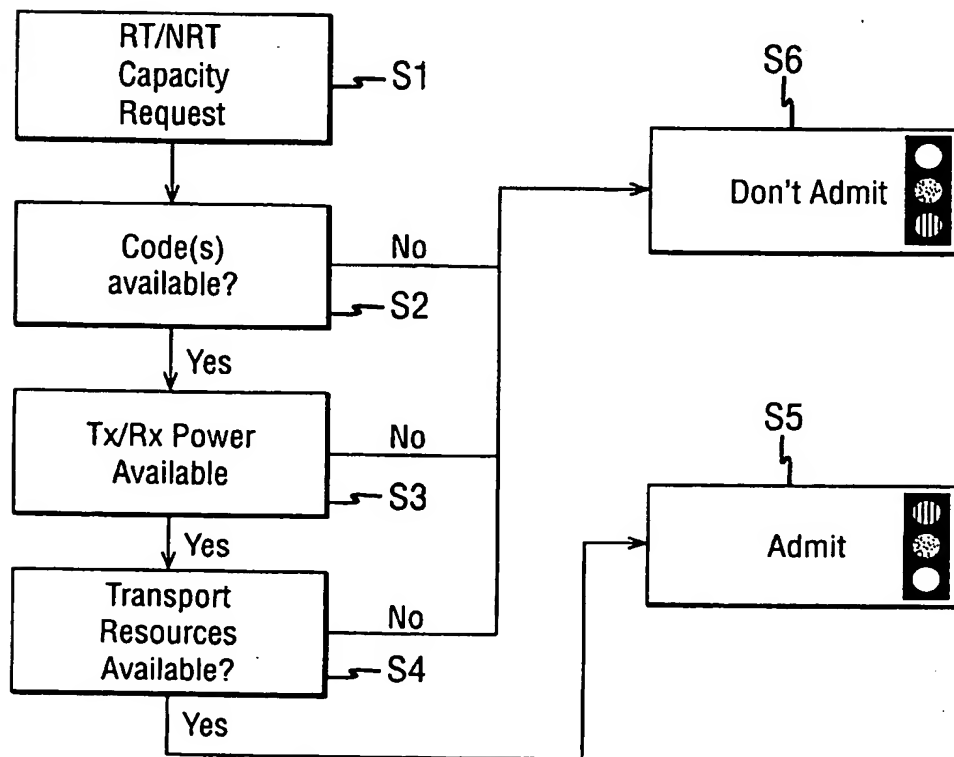 RT/NRT
Capacity
Request
S1
Code(s)
available?
No
S2
Yes
Tx/Rx Power
Available
No
S3
Yes
Transport
Resources
Available?
No
S4
Yes
S6
Don't Admit
S5
Admit